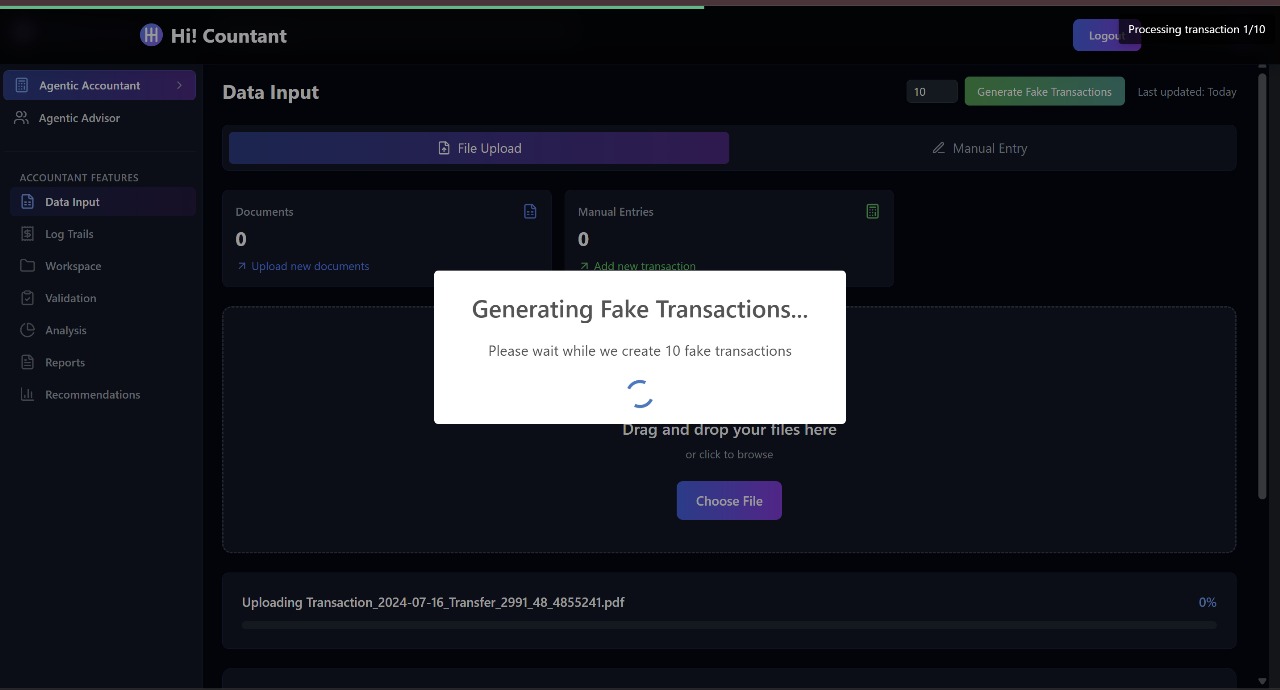 Hi! Countant
Logout
Processing transaction 1/10
Agentic Accountant
Agentic Advisor
ACCOUNTANT FEATURES
Data Input
Log Trails
Workspace
Validation
Analysis
Reports
Recommendations
Data Input
10
Generate Fake Transactions
Last updated: Today
File Upload
Manual Entry
Documents
0
Upload new documents
Manual Entries
0
Add new transaction
Generating Fake Transactions...
Please wait while we create 10 fake transactions
Drag and drop your files here
or click to browse
Choose File
Uploading Transaction_2024-07-16_Transfer_2991_48_4855241.pdf
0%